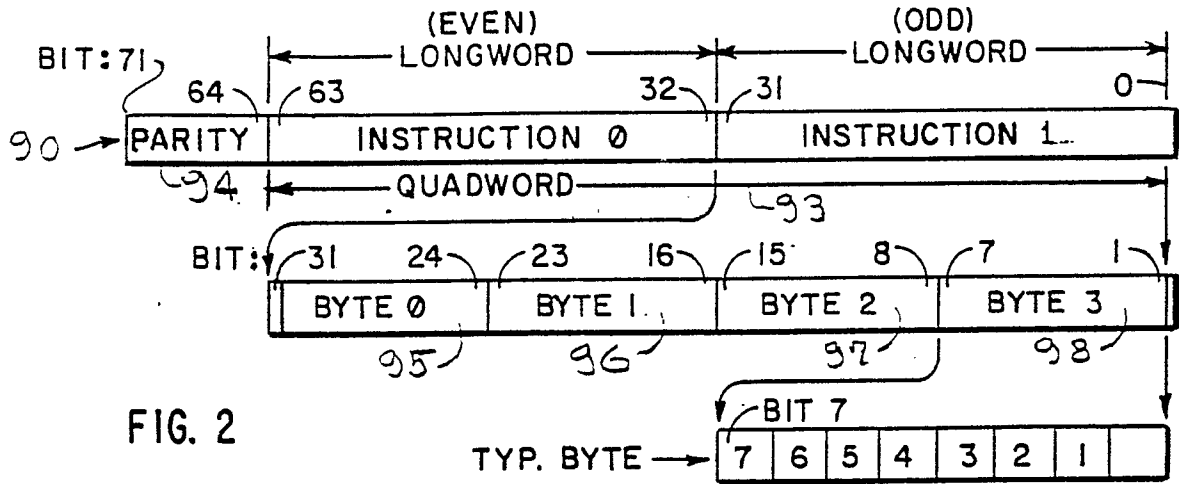 (EVEN) (ODD)
BIT:71 LONGWORD LONGWORD
64 63 32 31 0
90 PARITY INSTRUCTION 0 INSTRUCTION 1
94 QUADWORD 93
BIT: 31 24 23 16 15 8 7 1
BYTE 0 BYTE 1 BYTE 2 BYTE 3
95 96 97 98
FIG. 2 BIT 7
TYP. BYTE 7 6 5 4 3 2 1